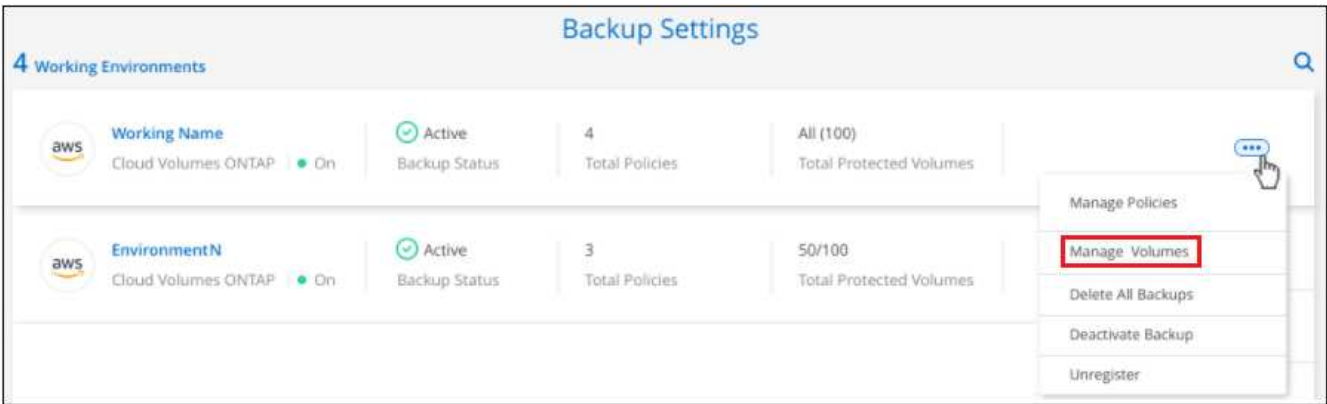 Backup Settings
4 Working Environments
aws
Working Name
Cloud Volumes ONTAP
On
Active
Backup Status
4
Total Policies
All (100)
Total Protected Volumes
Manage Policies
aws
EnvironmentN
Cloud Volumes ONTAP
On
Active
Backup Status
3
Total Policies
50/100
Total Protected Volumes
Manage Volumes
Delete All Backups
Deactivate Backup
Unregister